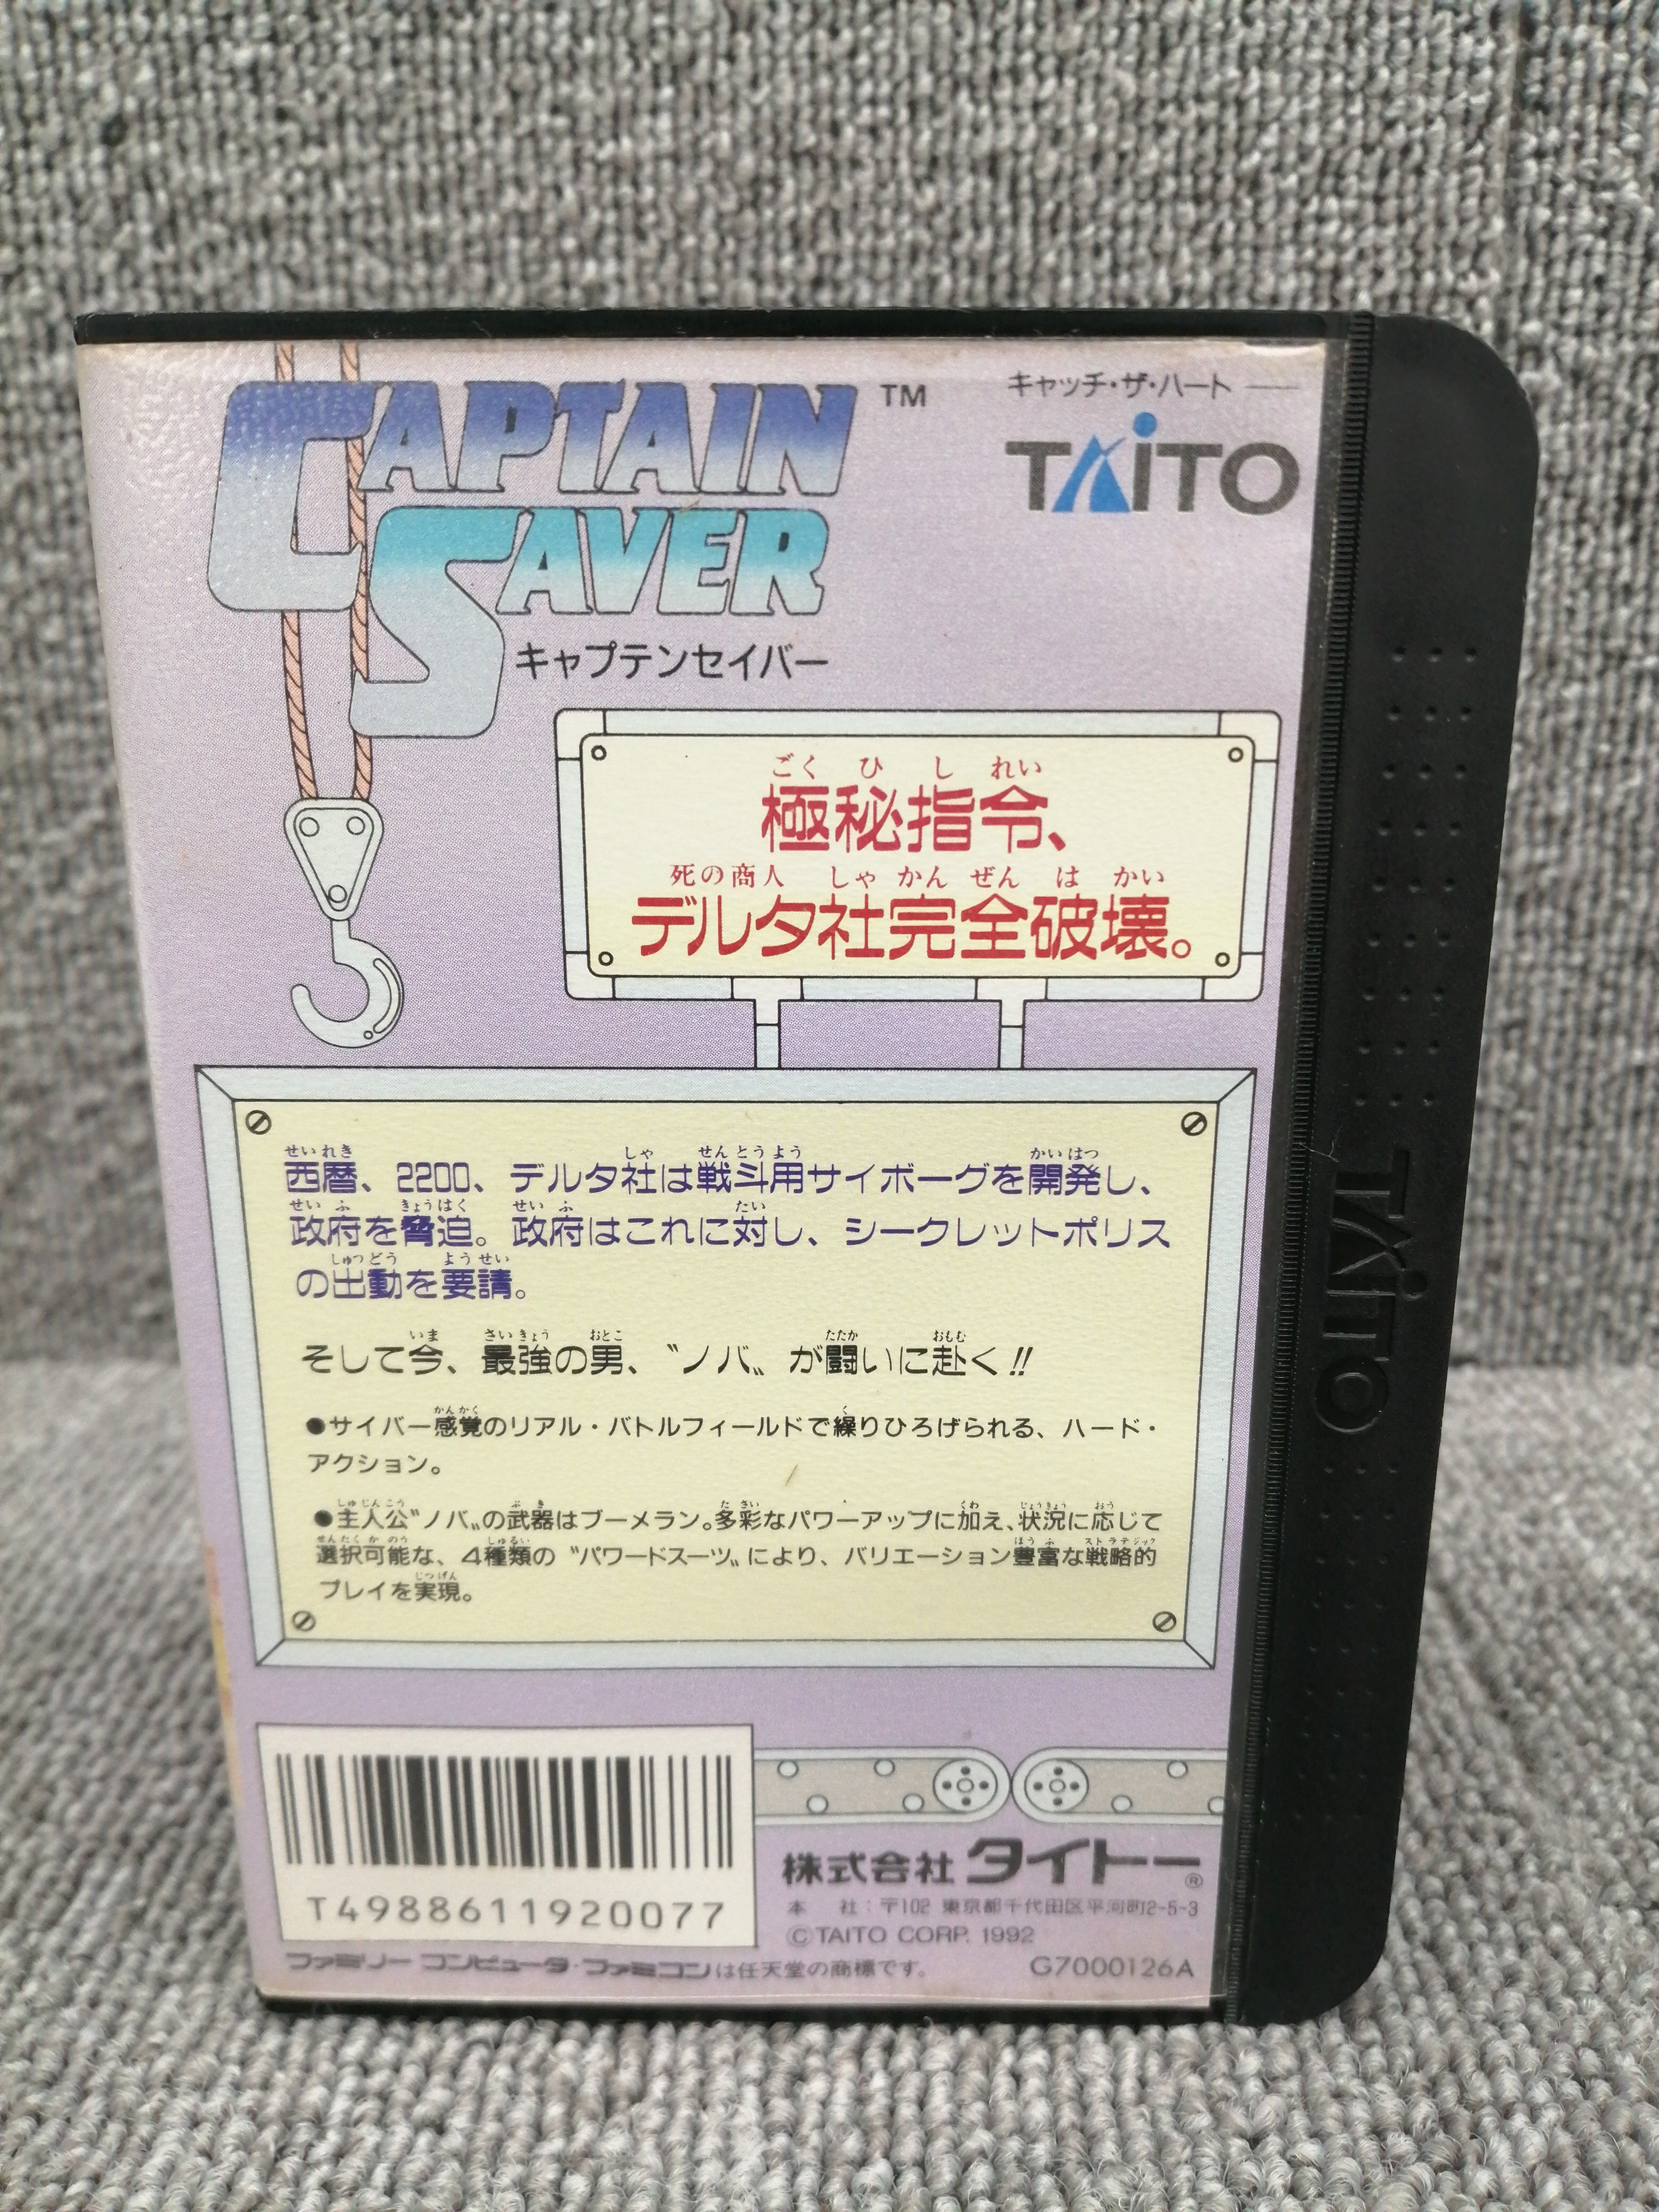 CAPTAIN SAVER TM
キャプテンセイバー
キャッチ・ザ・ハート
TAITO
ごくひしれい
極秘指令、
死の商人 しゃかんぜんはかい
デルタ社完全破壊。
せいれき しゃ せんとうよう かいはつ
西暦、2200、デルタ社は戦斗用サイボーグを開発し、
せいふ きょうはく せいふ たい
政府を脅迫。政府はこれに対し、シークレットポリス
しゅつどう ようせい
の出動を要請。
いま さいきょう おとこ たたか おもむ
そして今、最強の男、〝ノバ〟が闘いに赴く!!
かんかく く
●サイバー感覚のリアル・バトルフィールドで繰りひろげられる、ハード・
アクション。
しゅじんこう ぶき たさい くわ じょうきょう おう
●主人公〝ノバ〟の武器はブーメラン。多彩なパワーアップに加え、状況に応じて
せんたくかのう しゅるい ほうふ ストラテジック
選択可能な、4種類の〝パワードスーツ〟により、バリエーション豊富な戦略的
じつげん
プレイを実現。
T4988611920077
株式会社タイトー®
本 社：〒102 東京都千代田区平河町2-5-3
©TAITO CORP. 1992
ファミリーコンピュータ・ファミコンは任天堂の商標です。
G7000126A
TAITO